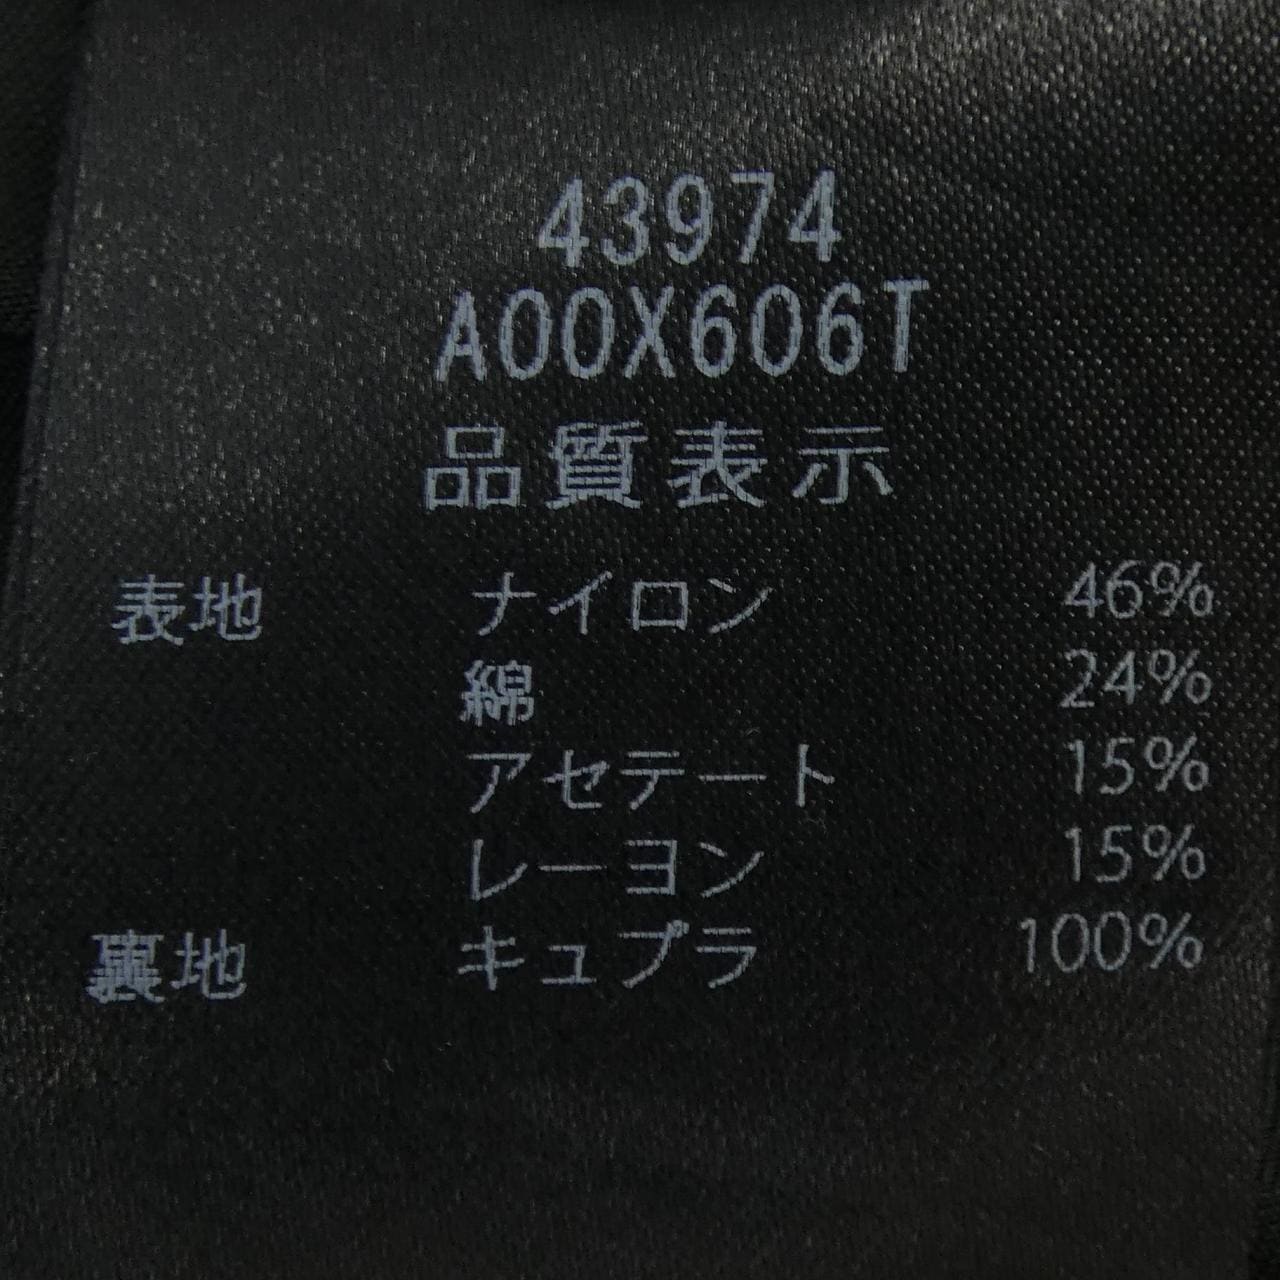 43974
A00X606T
品質表示
表地 ナイロン 46%
綿 24%
アセテート 15%
レーヨン 15%
裏地 キュプラ 100%